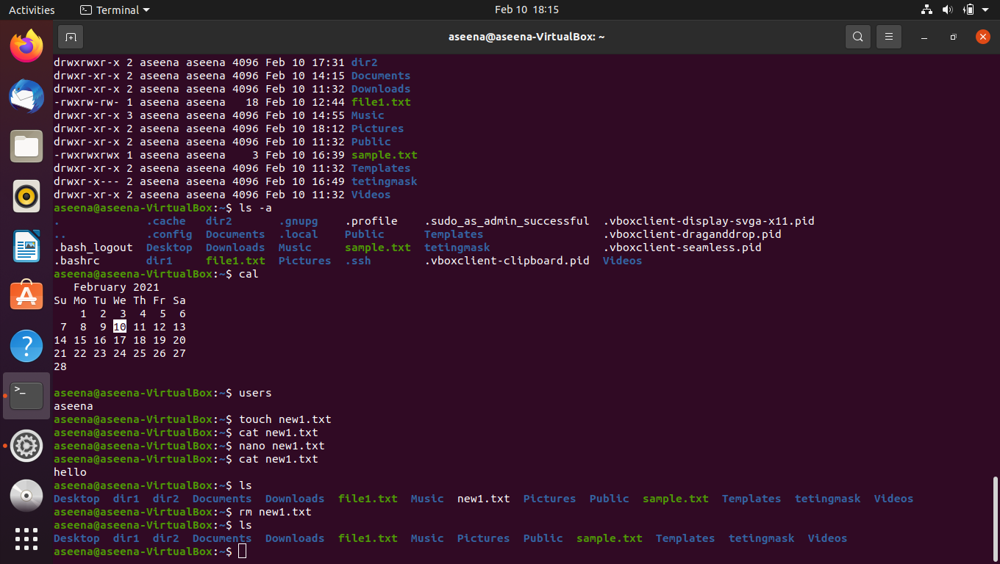 Activities Terminal Feb 10 18:15
aseena@aseena-VirtualBox: ~
drwxrwxr-x 2 aseena aseena 4096 Feb 10 17:31 dir2
drwxr-xr-x 2 aseena aseena 4096 Feb 10 14:15 Documents
drwxr-xr-x 2 aseena aseena 4096 Feb 10 11:32 Downloads
-rwxrw-rw- 1 aseena aseena   18 Feb 10 12:44 file1.txt
drwxr-xr-x 3 aseena aseena 4096 Feb 10 14:55 Music
drwxr-xr-x 2 aseena aseena 4096 Feb 10 18:12 Pictures
drwxr-xr-x 2 aseena aseena 4096 Feb 10 11:32 Public
-rwxrwxrwx 1 aseena aseena    3 Feb 10 16:39 sample.txt
drwxr-xr-x 2 aseena aseena 4096 Feb 10 11:32 Templates
drwxr-x--- 2 aseena aseena 4096 Feb 10 16:49 tetingmask
drwxr-xr-x 2 aseena aseena 4096 Feb 10 11:32 Videos
aseena@aseena-VirtualBox:~$ ls -a
.             .cache   dir2       .gnupg    .profile    .sudo_as_admin_successful  .vboxclient-display-svga-x11.pid
..            .config  Documents  .local    Public      Templates                  .vboxclient-draganddrop.pid
.bash_logout  Desktop  Downloads  Music     sample.txt  tetingmask                 .vboxclient-seamless.pid
.bashrc       dir1     file1.txt  Pictures  .ssh        .vboxclient-clipboard.pid  Videos
aseena@aseena-VirtualBox:~$ cal
   February 2021
Su Mo Tu We Th Fr Sa
    1  2  3  4  5  6
 7  8  9 10 11 12 13
14 15 16 17 18 19 20
21 22 23 24 25 26 27
28
aseena@aseena-VirtualBox:~$ users
aseena
aseena@aseena-VirtualBox:~$ touch new1.txt
aseena@aseena-VirtualBox:~$ cat new1.txt
aseena@aseena-VirtualBox:~$ nano new1.txt
aseena@aseena-VirtualBox:~$ cat new1.txt
hello
aseena@aseena-VirtualBox:~$ ls
Desktop  dir1  dir2  Documents  Downloads  file1.txt  Music  new1.txt  Pictures  Public  sample.txt  Templates  tetingmask  Videos
aseena@aseena-VirtualBox:~$ rm new1.txt
aseena@aseena-VirtualBox:~$ ls
Desktop  dir1  dir2  Documents  Downloads  file1.txt  Music  Pictures  Public  sample.txt  Templates  tetingmask  Videos
aseena@aseena-VirtualBox:~$